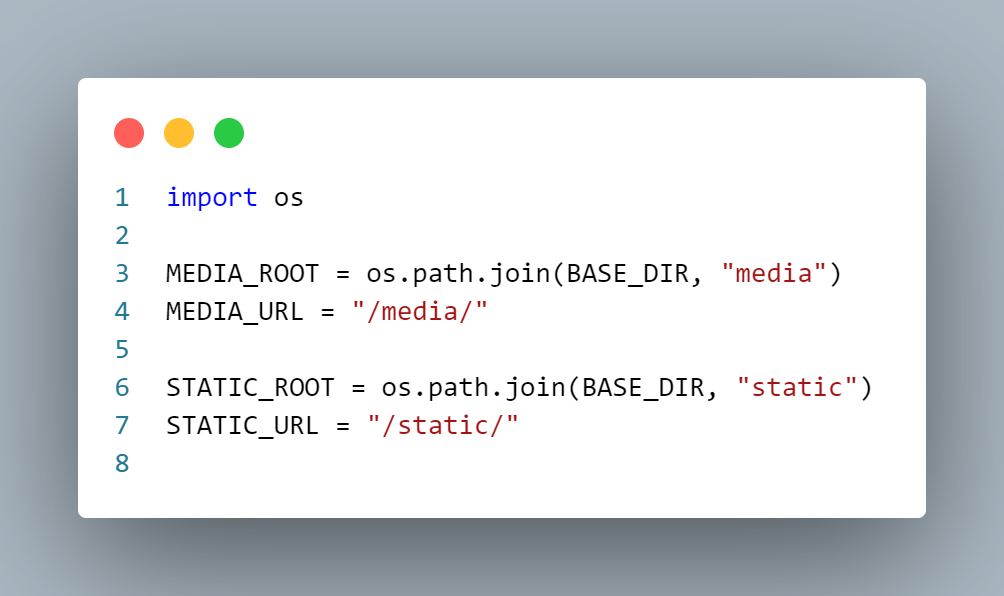 1 import os
2
3 MEDIA_ROOT = os.path.join(BASE_DIR, "media")
4 MEDIA_URL = "/media/"
5
6 STATIC_ROOT = os.path.join(BASE_DIR, "static")
7 STATIC_URL = "/static/"
8